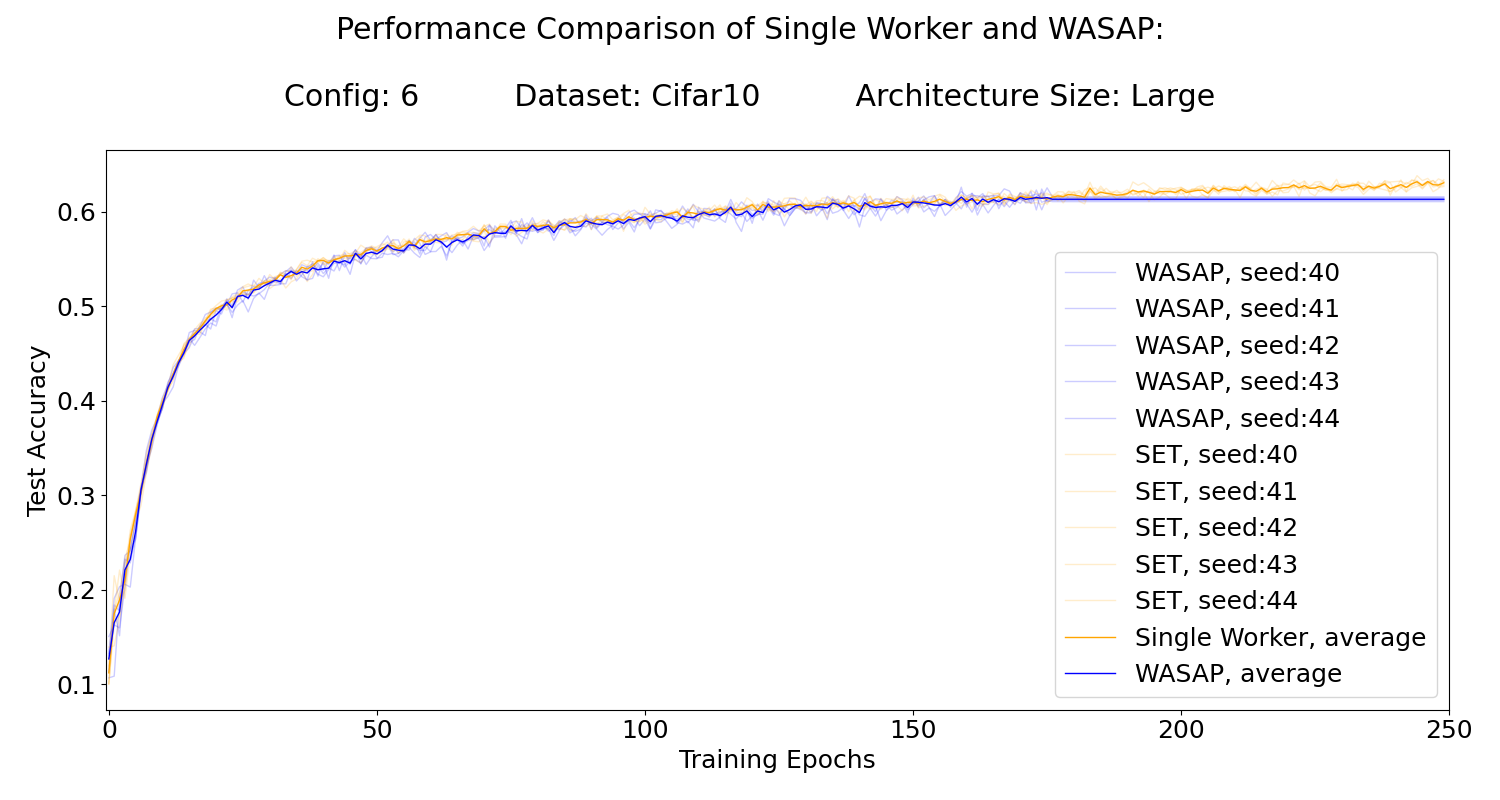 Performance Comparison of Single Worker and WASAP:
Config: 6 Dataset: Cifar10 Architecture Size: Large
Test Accuracy
0.6
0.5
0.4
0.3
0.2
0.1
WASAP, seed:40
WASAP, seed:41
WASAP, seed:42
WASAP, seed:43
WASAP, seed:44
SET, seed:40
SET, seed:41
SET, seed:42
SET, seed:43
SET, seed:44
Single Worker, average
WASAP, average
0 50 100 150 200 250
Training Epochs